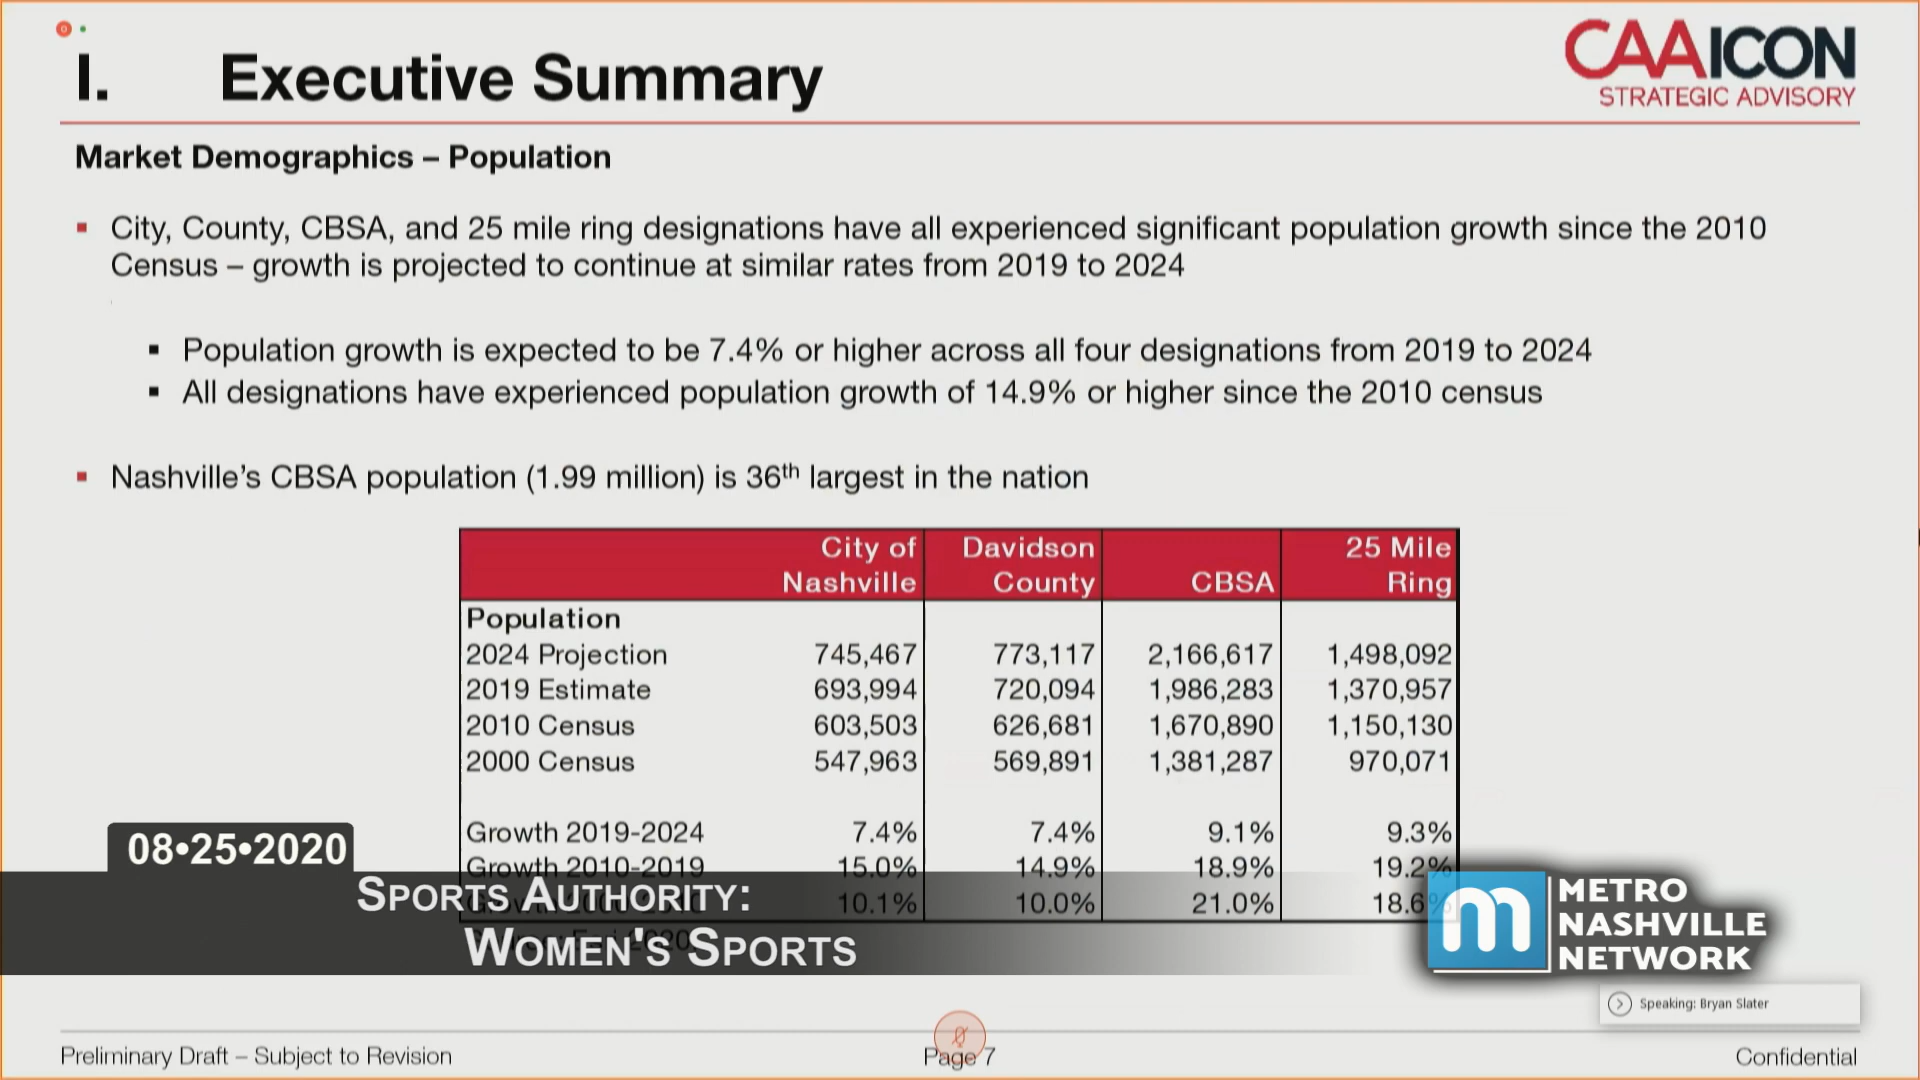 I. Executive Summary
CAAICON
STRATEGIC ADVISORY
Market Demographics – Population
▪ City, County, CBSA, and 25 mile ring designations have all experienced significant population growth since the 2010
Census – growth is projected to continue at similar rates from 2019 to 2024
▪ Population growth is expected to be 7.4% or higher across all four designations from 2019 to 2024
▪ All designations have experienced population growth of 14.9% or higher since the 2010 census
▪ Nashville's CBSA population (1.99 million) is 36th largest in the nation
City of Nashville Davidson County CBSA 25 Mile Ring
Population
2024 Projection 745,467 773,117 2,166,617 1,498,092
2019 Estimate 693,994 720,094 1,986,283 1,370,957
2010 Census 603,503 626,681 1,670,890 1,150,130
2000 Census 547,963 569,891 1,381,287 970,071
Growth 2019-2024 7.4% 7.4% 9.1% 9.3%
Growth 2010-2019 15.0% 14.9% 18.9% 19.2%
10.1% 10.0% 21.0% 18.6%
08•25•2020
SPORTS AUTHORITY:
WOMEN'S SPORTS
m METRO
NASHVILLE
NETWORK
Speaking: Bryan Slater
Preliminary Draft – Subject to Revision
Page 7
Confidential